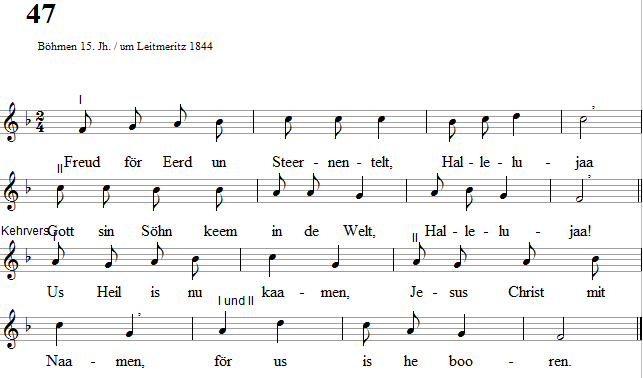 47
Böhmen 15. Jh. / um Leitmeritz 1844
I
2
4
Freud för Eerd un Steer - nen - telt, Hal - le - lu - jaa
II
Gott sin Söhn keem in de Welt, Hal - le - lu - jaa!
Kehrvers I II
Us Heil is nu kaa - men, Je - sus Christ mit
I und II
Naa - men, för us is he boo - ren.